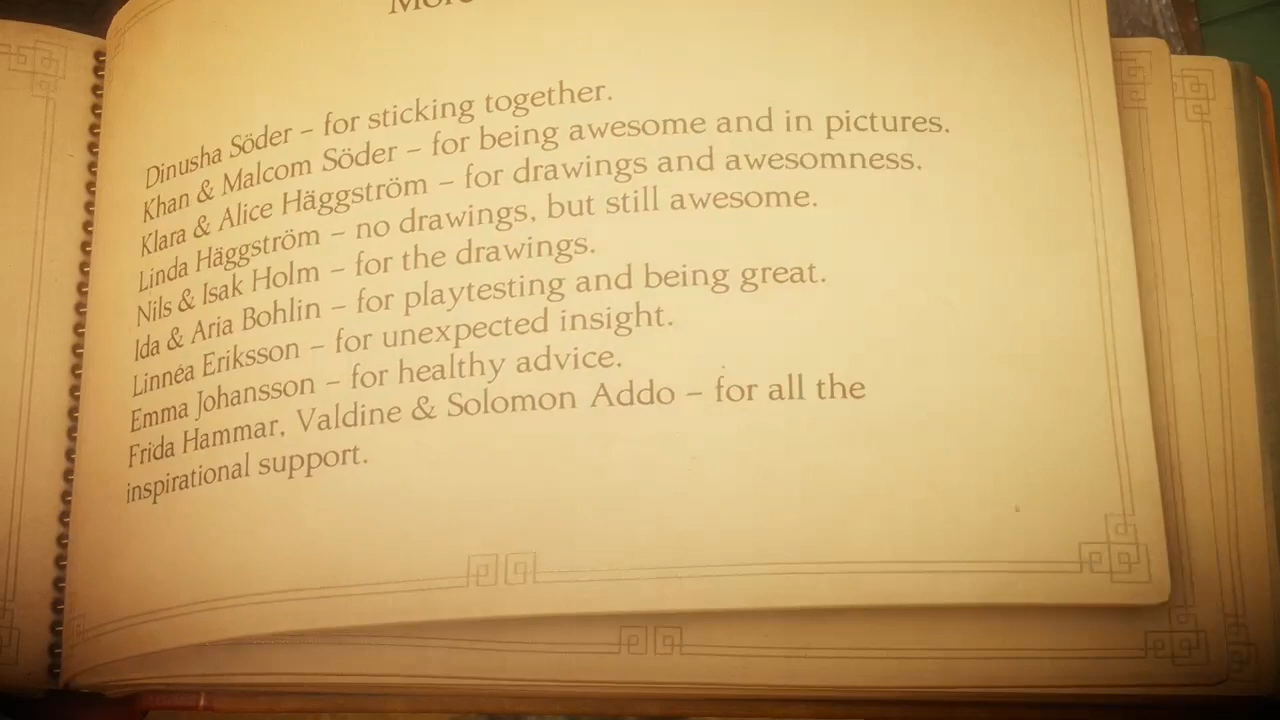 Dinusha Söder – for sticking together.
Khan & Malcom Söder – for being awesome and in pictures.
Klara & Alice Häggström – for drawings and awesomness.
Linda Häggström – no drawings, but still awesome.
Nils & Isak Holm – for the drawings.
Ida & Aria Bohlin – for playtesting and being great.
Linnéa Eriksson – for unexpected insight.
Emma Johansson – for healthy advice.
Frida Hammar, Valdine & Solomon Addo – for all the
inspirational support.